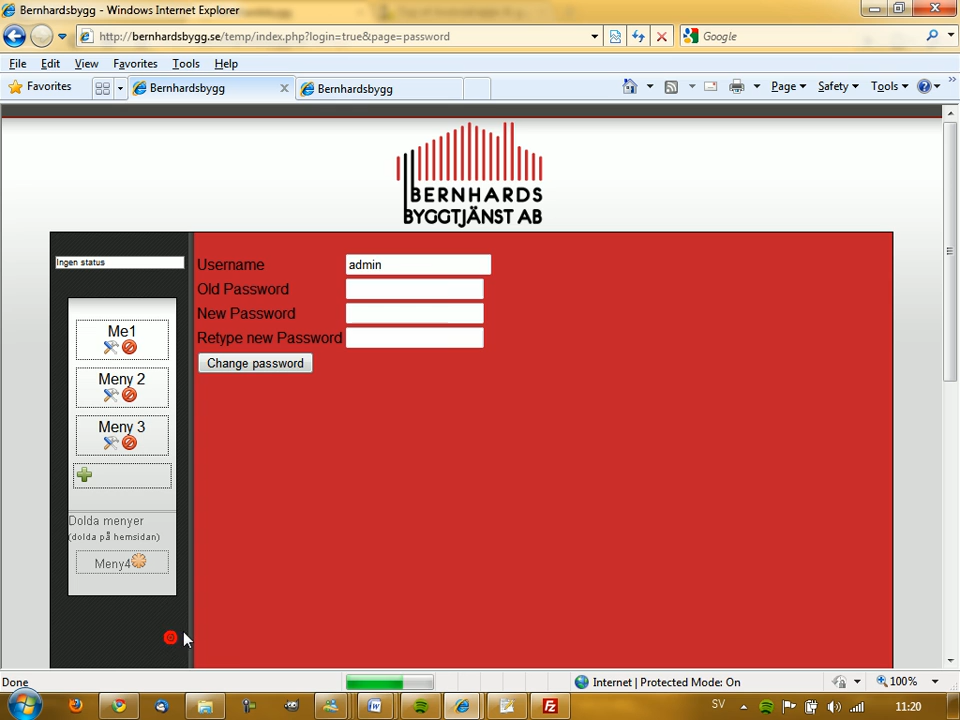 Bernhardsbygg - Windows Internet Explorer
http://bernhardsbygg.se/temp/index.php?login=true&page=password
Google
File Edit View Favorites Tools Help
Favorites
Bernhardsbygg
Bernhardsbygg
Page Safety Tools
BERNHARDS
BYGGTJÄNST AB
Ingen status
Username admin
Old Password
New Password
Retype new Password
Change password
Me1
Meny 2
Meny 3
Dolda menyer
(dolda på hemsidan)
Meny4
Done
Internet | Protected Mode: On
100%
SV
11:20